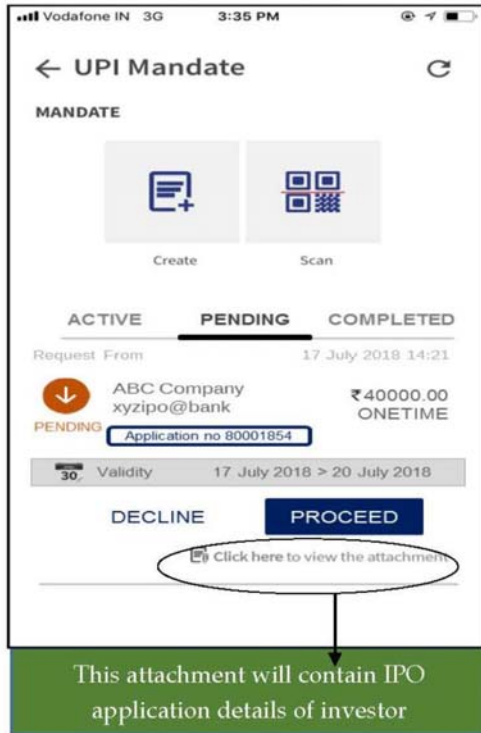 Vodafone IN 3G 3:35 PM
← UPI Mandate
MANDATE
Create Scan
ACTIVE PENDING COMPLETED
Request From 17 July 2018 14:21
ABC Company ₹40000.00
xyzipo@bank ONETIME
PENDING
Application no 80001854
30 Validity 17 July 2018 > 20 July 2018
DECLINE PROCEED
Click here to view the attachment
This attachment will contain IPO
application details of investor